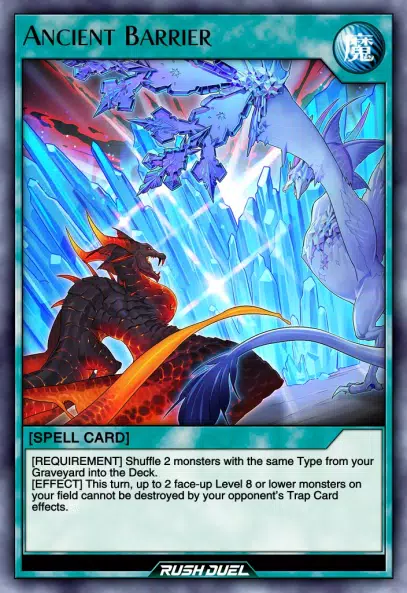 Ancient Barrier
魔
[SPELL CARD]
[REQUIREMENT] Shuffle 2 monsters with the same Type from your
Graveyard into the Deck.
[EFFECT] This turn, up to 2 face-up Level 8 or lower monsters on
your field cannot be destroyed by your opponent's Trap Card
effects.
RUSH DUEL